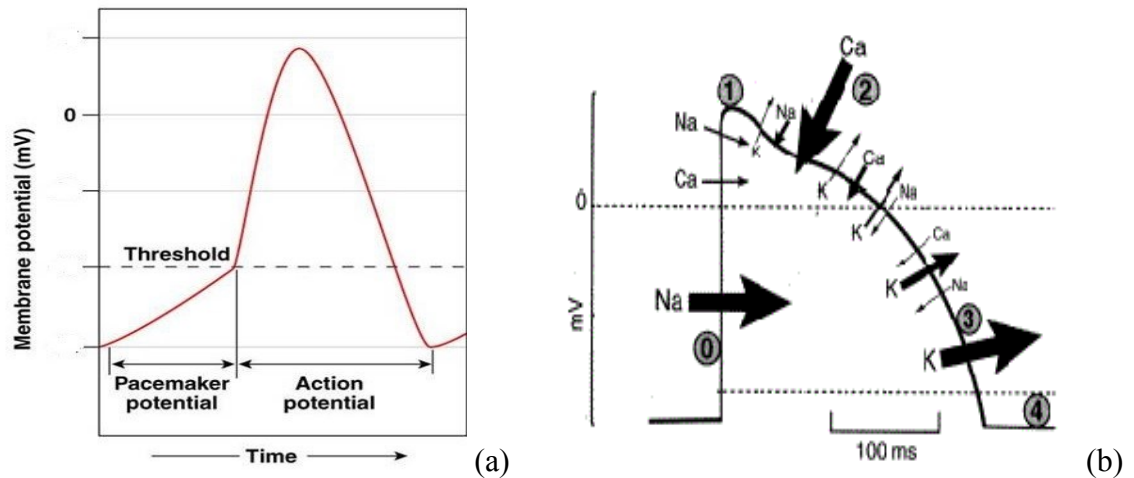 Membrane potential (mV)
0
Threshold
Pacemaker
potential
Action
potential
Time
(a)
mV
0
1
Ca
2
Na
K
Na
Ca
K
Ca
Na
K
Ca
Na
K
Na
0
3
K
4
100 ms
(b)